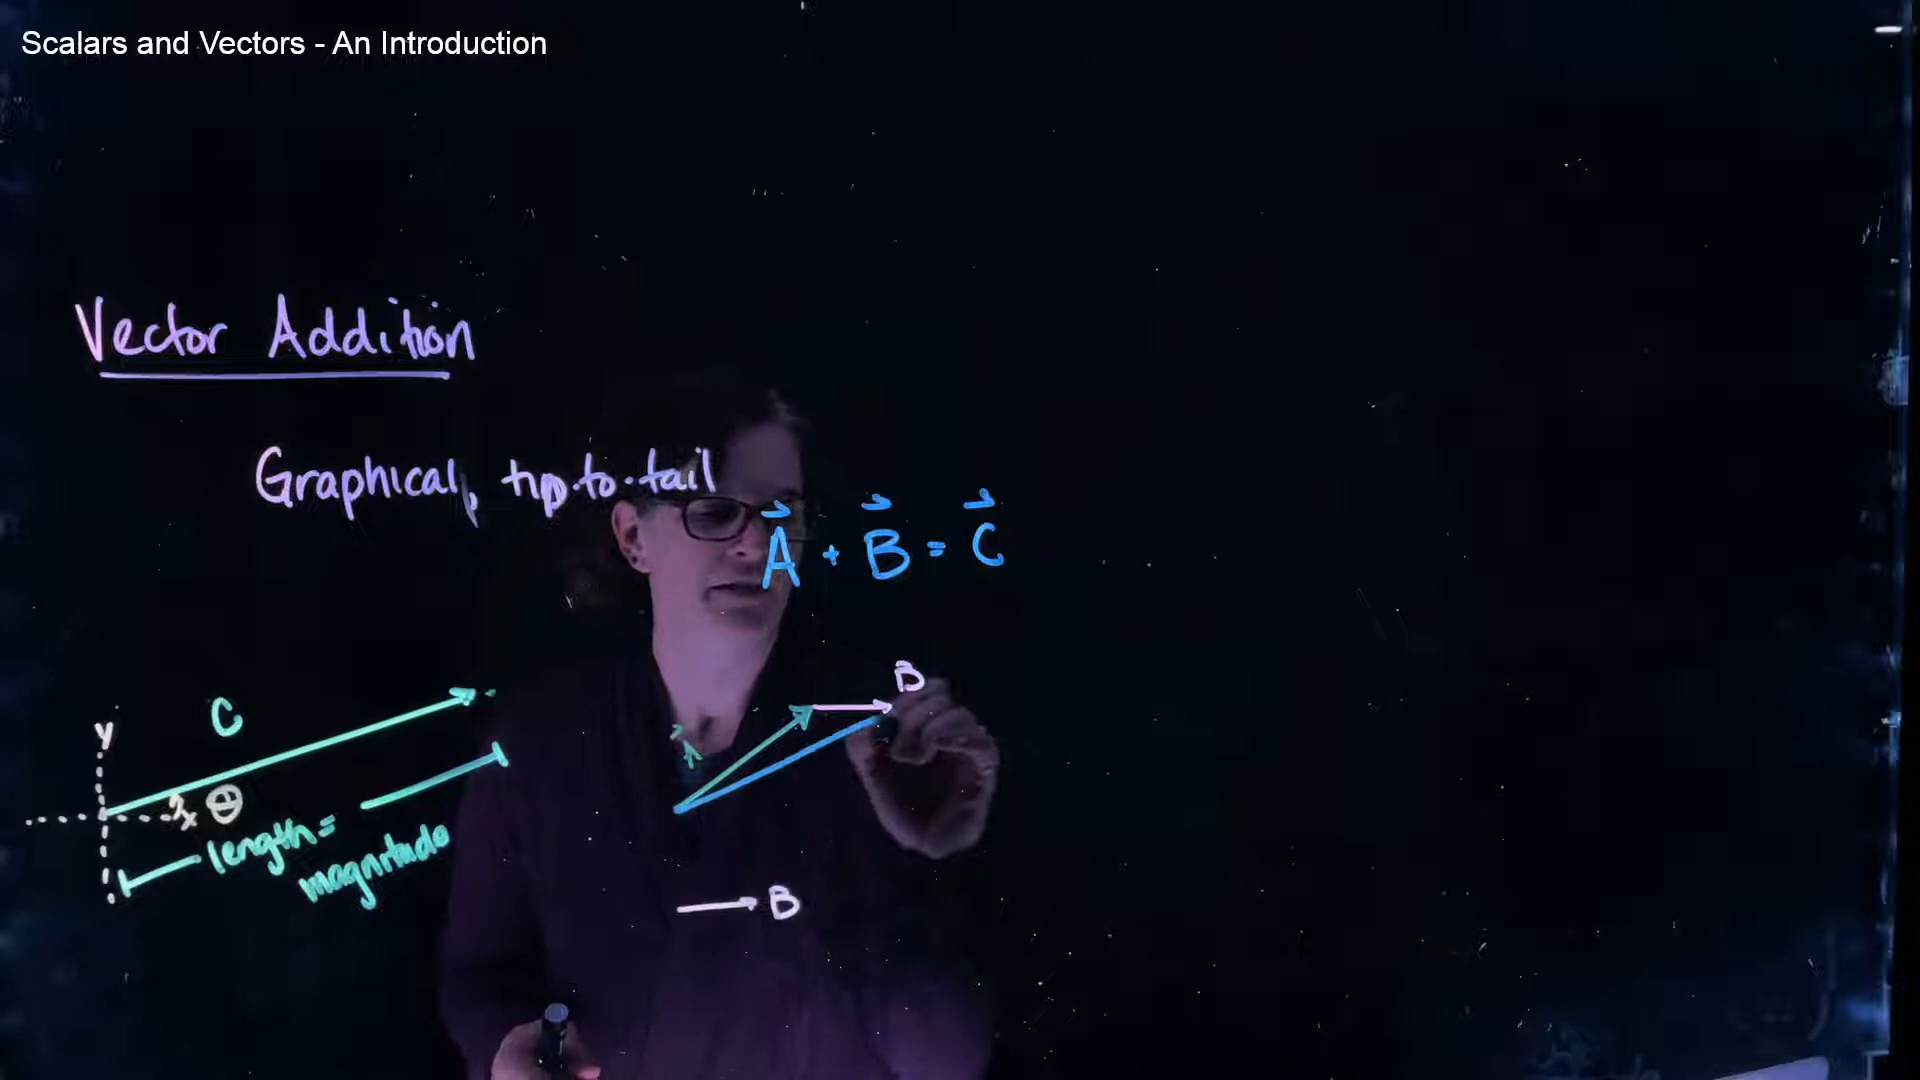 Scalars and Vectors - An Introduction
Vector Addition
Graphical, tip-to-tail
A + B = C
B
C
y
A
x θ
length =
magnitude
B